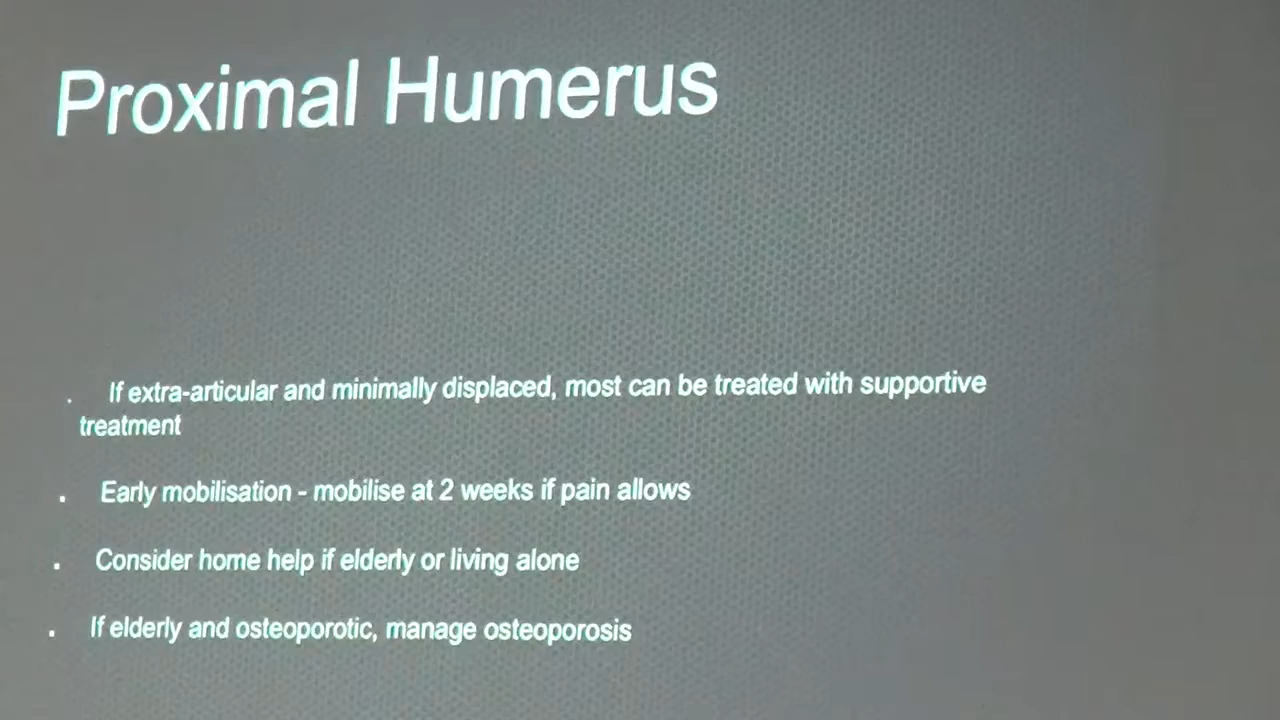 Proximal Humerus
. If extra-articular and minimally displaced, most can be treated with supportive
treatment
. Early mobilisation - mobilise at 2 weeks if pain allows
. Consider home help if elderly or living alone
. If elderly and osteoporotic, manage osteoporosis